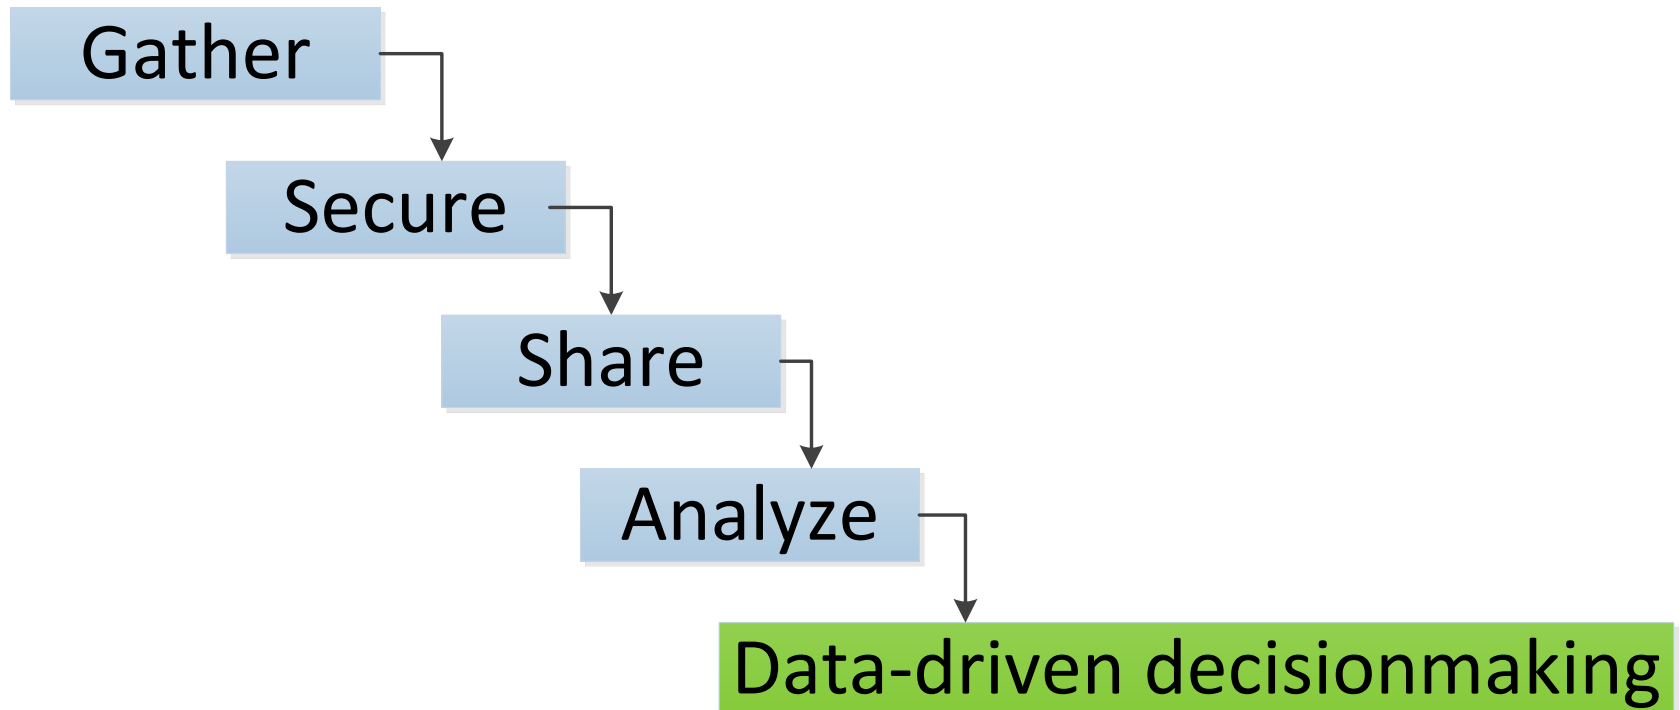 Gather
Secure
Share
Analyze
Data-driven decisionmaking